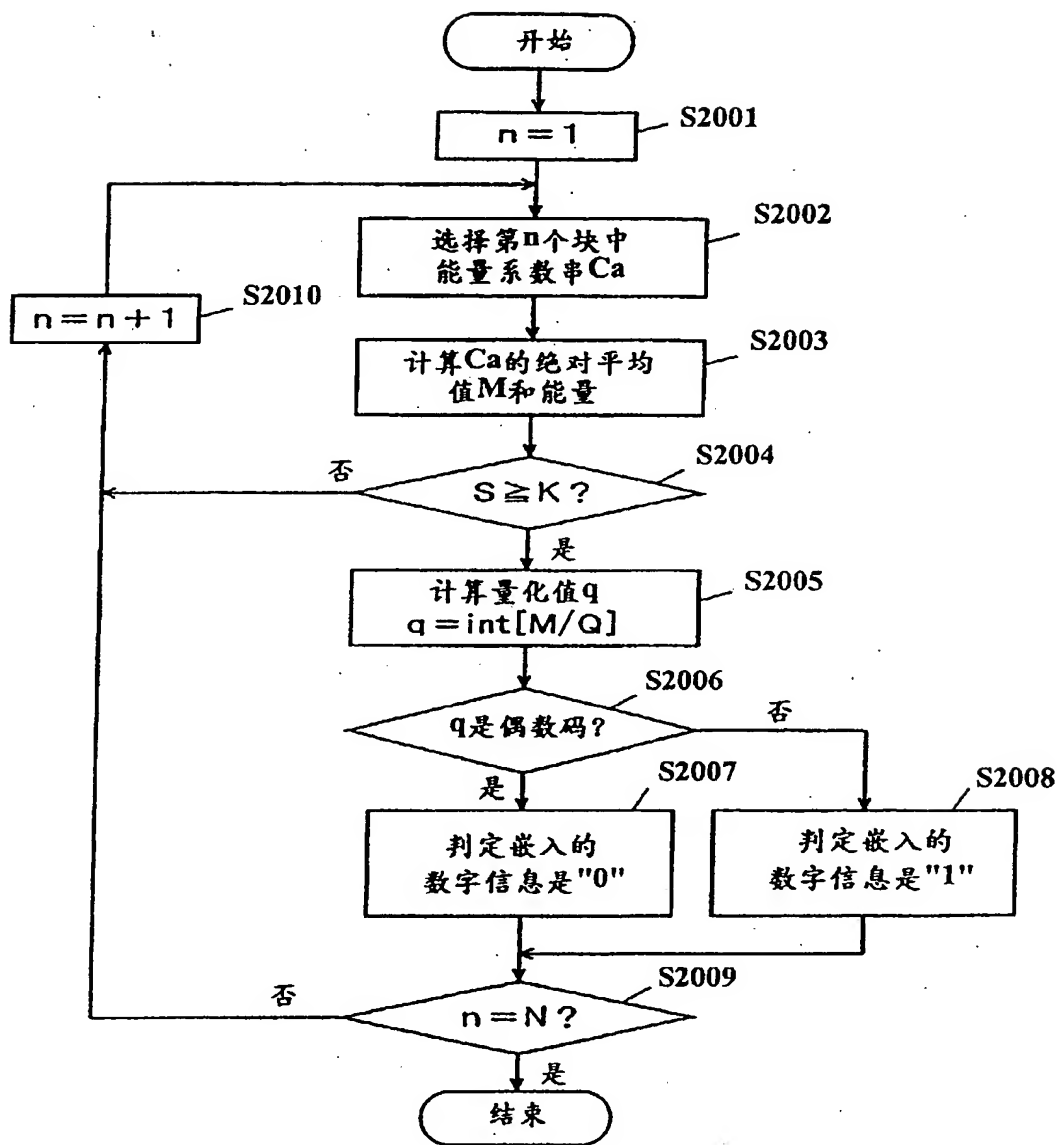 开始
S2001
n=1
S2002
选择第n个块中
能量系数串Ca
S2010
n=n+1
S2003
计算Ca的绝对平均
值M和能量
S2004
否
S≧K?
是
S2005
计算量化值q
q=int[M/Q]
S2006
q是偶数码?
否
是
S2007
S2008
判定嵌入的
数字信息是"0"
判定嵌入的
数字信息是"1"
S2009
否
n=N?
是
结束